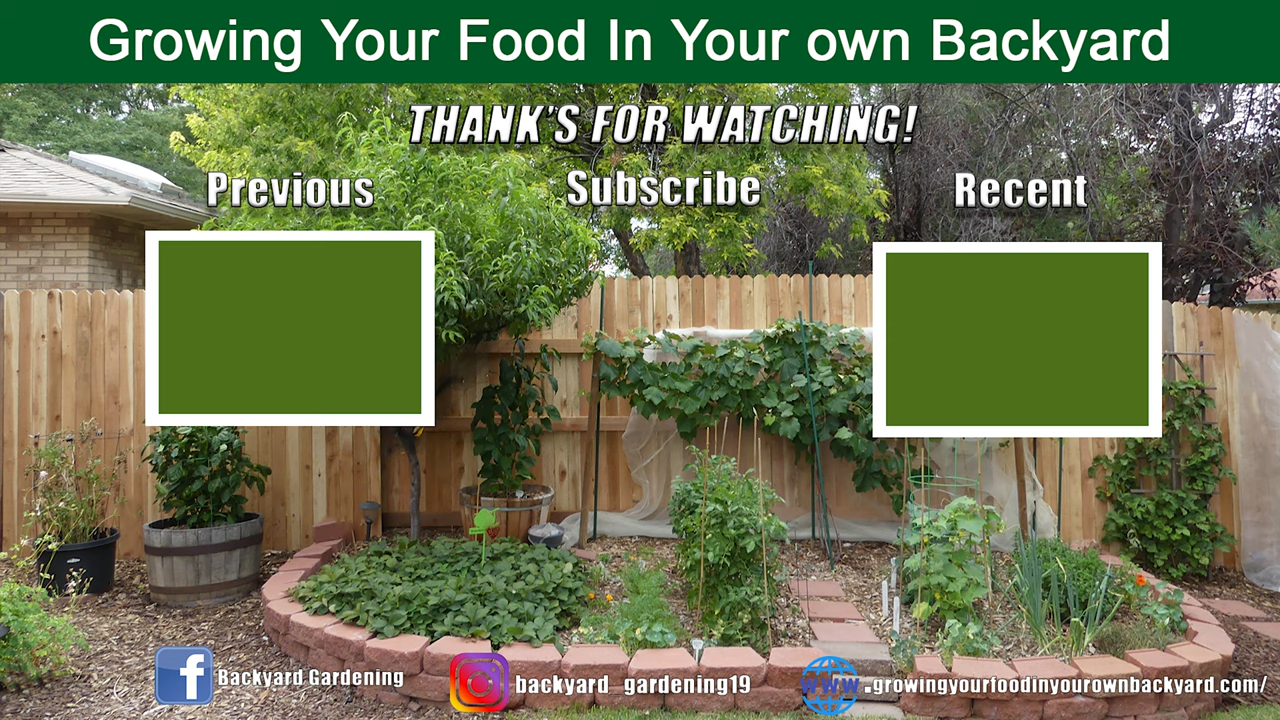 Growing Your Food In Your own Backyard
THANK'S FOR WATCHING!
Previous
Subscribe
Recent
Backyard Gardening
backyard gardening19
www.growingyourfoodinyourownbackyard.com/